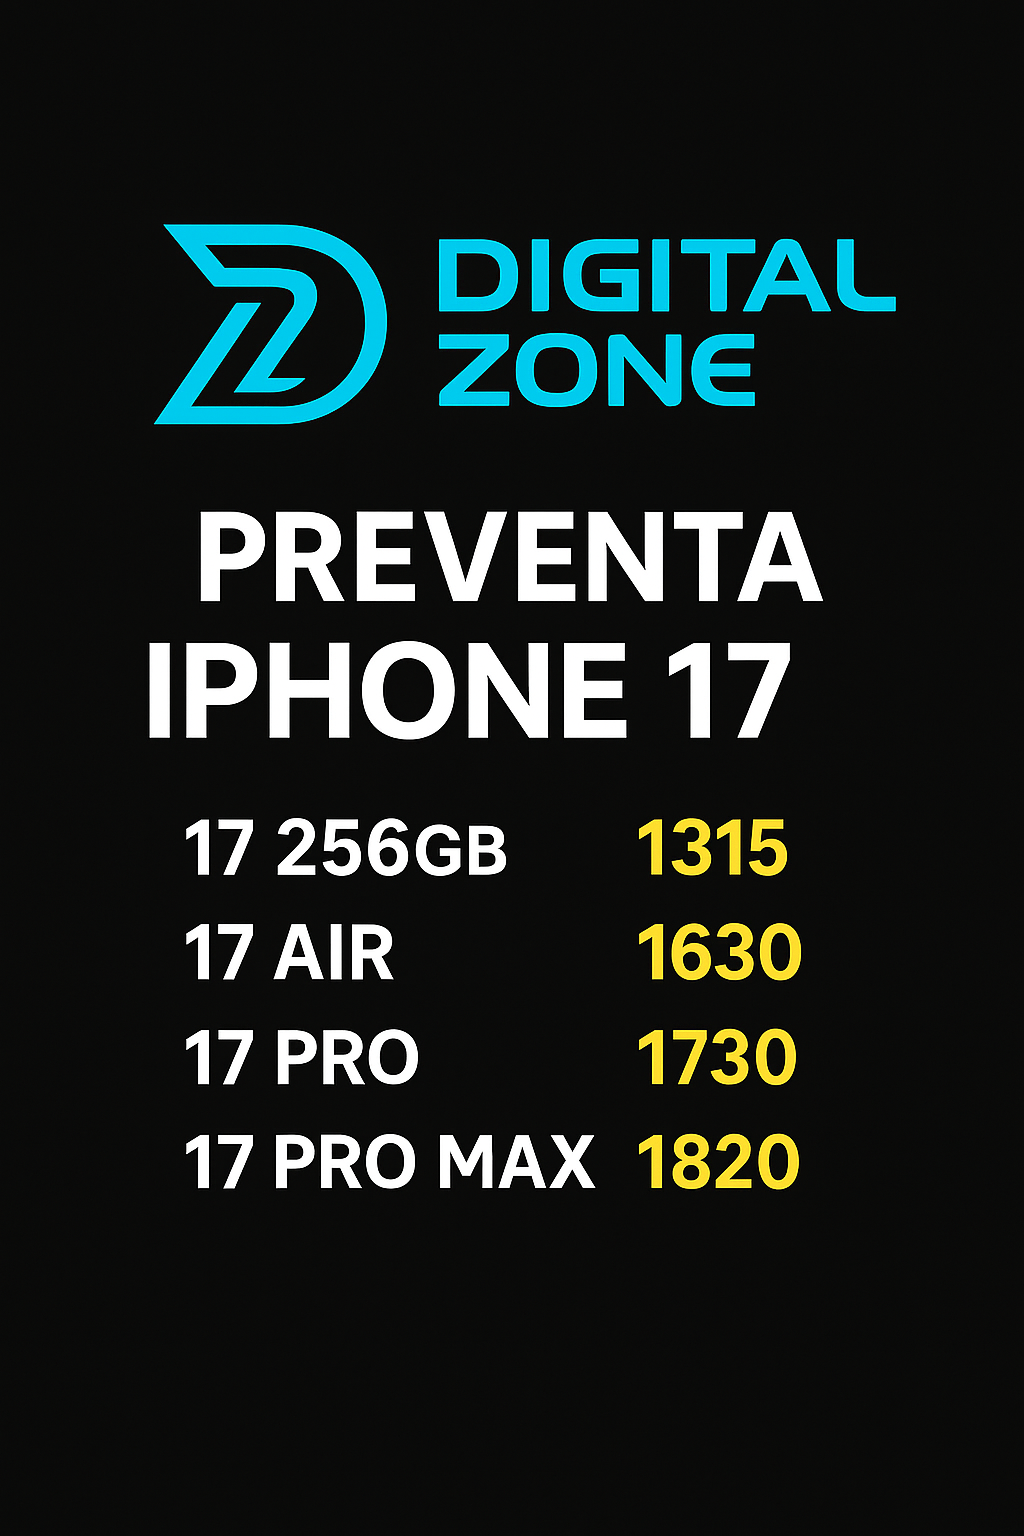 DIGITAL
ZONE
PREVENTA
IPHONE 17
17 256GB 1315
17 AIR 1630
17 PRO 1730
17 PRO MAX 1820